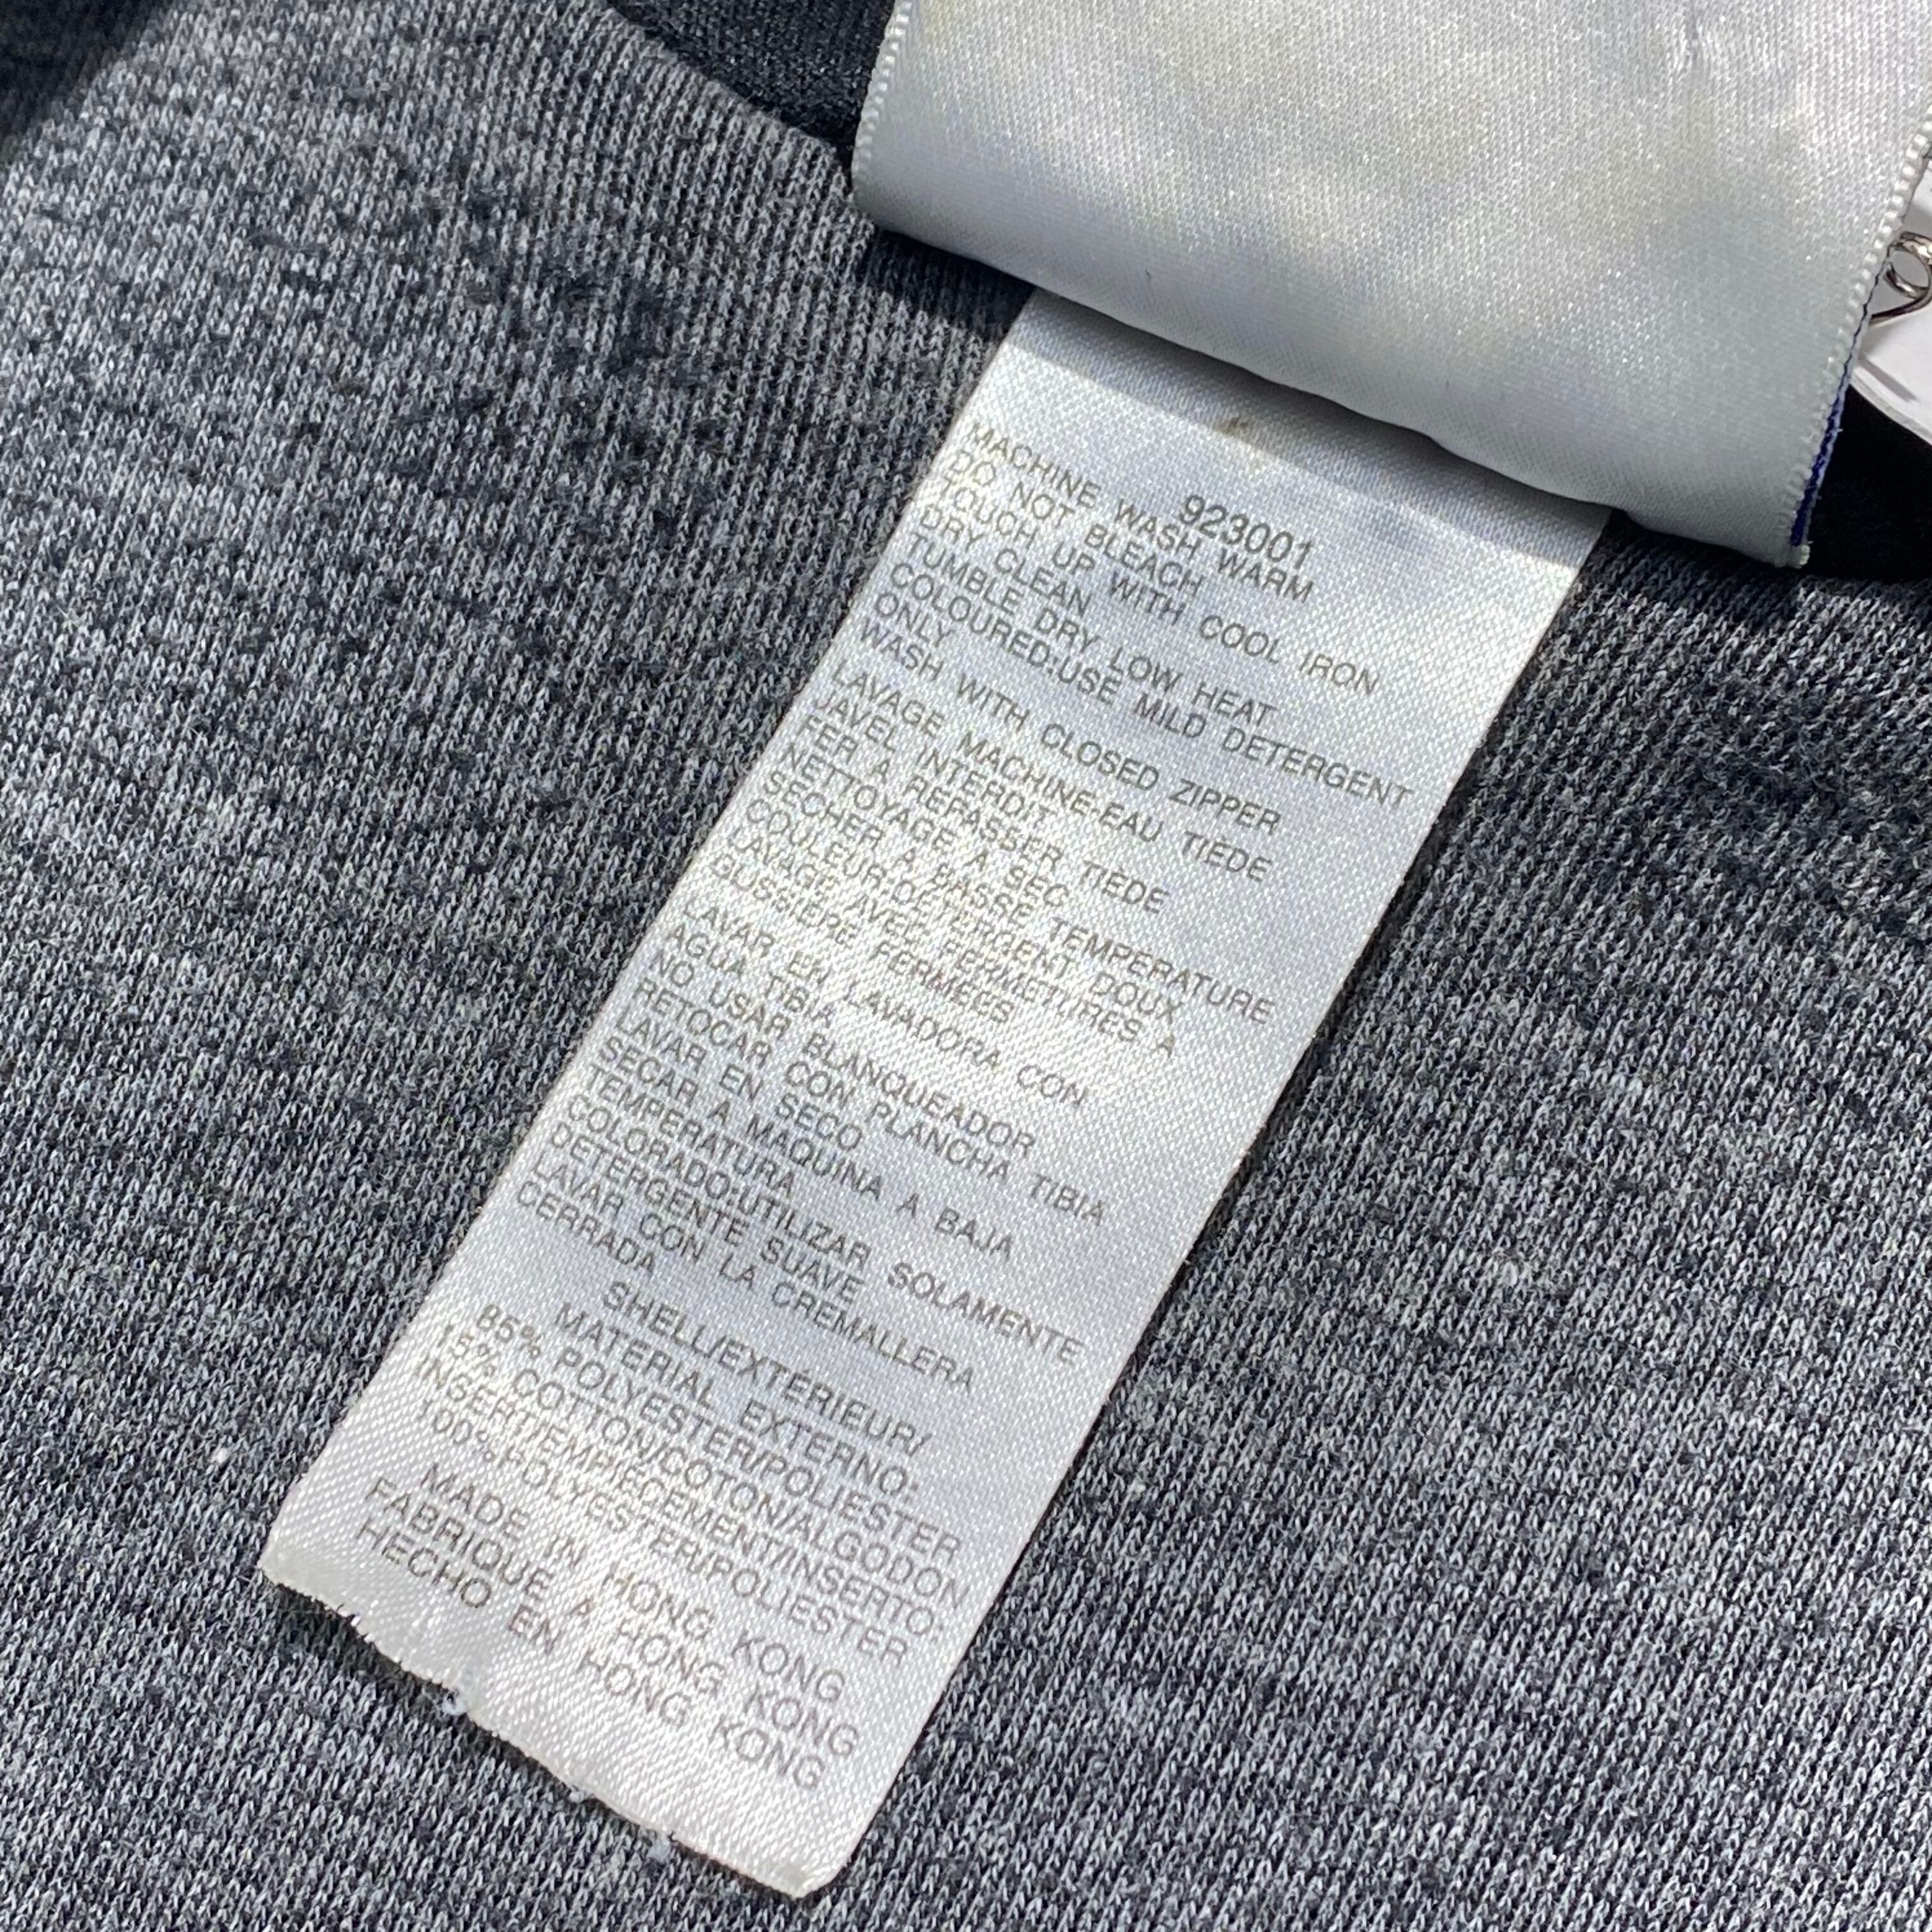 923001
MACHINE WASH WARM
DO NOT BLEACH
TOUCH UP WITH COOL IRON
DRY CLEAN
TUMBLE DRY LOW HEAT
COLOURED:USE MILD DETERGENT
ONLY
WASH WITH CLOSED ZIPPER
LAVAGE MACHINE-EAU TIEDE
JAVEL INTERDIT
FER A REPASSER TIEDE
NETTOYAGE A SEC
SECHER A BASSE TEMPERATURE
COULEUR:DETERGENT DOUX
LAVAGE AVEC FERMETURES A
GLISSIERE FERMEES
LAVAR EN LAVADORA CON
AGUA TIBIA
NO USAR BLANQUEADOR
RETOCAR CON PLANCHA TIBIA
LAVAR EN SECO
SECAR A MAQUINA A BAJA
TEMPERATURA
COLORADO:UTILIZAR SOLAMENTE
DETERGENTE SUAVE
LAVAR CON LA CREMALLERA
CERRADA
SHELL/EXTÉRIEUR/
MATERIAL EXTERNO:
85% POLYESTER/POLIESTER
15% COTTON/COTON/ALGODON
INSERT/EMPIECEMENT/INSERTO:
100%POLYESTER/POLIESTER
MADE IN HONG KONG
FABRIQUE A HONG KONG
HECHO EN HONG KONG